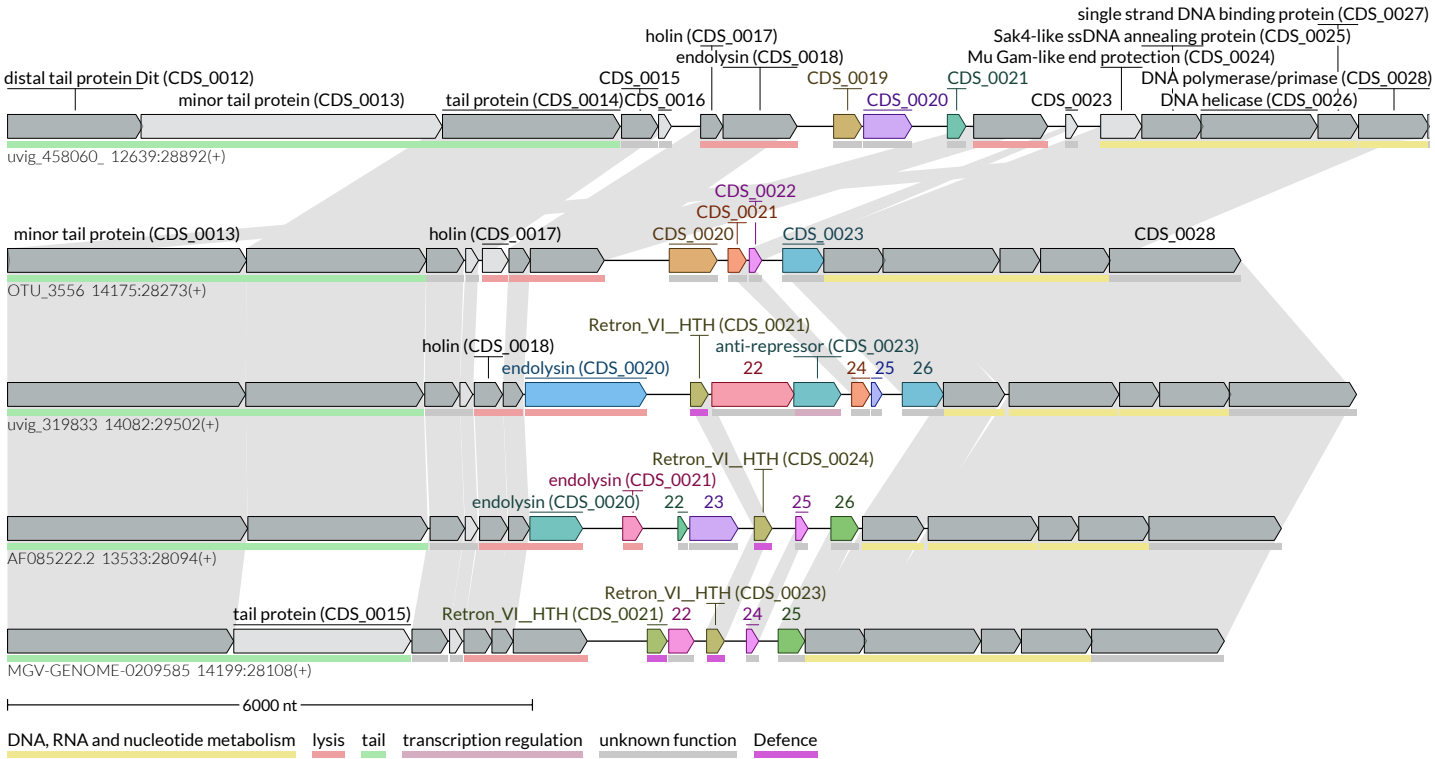 single strand DNA binding protein (CDS_0027)
holin (CDS_0017)
Sak4-like ssDNA annealing protein (CDS_0025)
endolysin (CDS_0018)
Mu Gam-like end protection (CDS_0024)
distal tail protein Dit (CDS_0012)
CDS_0015
CDS_0019
CDS_0021
DNA polymerase/primase (CDS_0028)
minor tail protein (CDS_0013)
tail protein (CDS_0014)
CDS_0016
CDS_0020
CDS_0023
DNA helicase (CDS_0026)
uvig_458060_ 12639:28892(+)
CDS_0022
CDS_0021
minor tail protein (CDS_0013)
holin (CDS_0017)
CDS_0020
CDS_0023
CDS_0028
OTU_3556 14175:28273(+)
Retron_VI__HTH (CDS_0021)
holin (CDS_0018)
anti-repressor (CDS_0023)
endolysin (CDS_0020)
22
24
25
26
uvig_319833 14082:29502(+)
Retron_VI__HTH (CDS_0024)
endolysin (CDS_0021)
endolysin (CDS_0020)
22
23
25
26
AF085222.2 13533:28094(+)
Retron_VI__HTH (CDS_0023)
tail protein (CDS_0015)
Retron_VI__HTH (CDS_0021)
22
24
25
MGV-GENOME-0209585 14199:28108(+)
6000 nt
DNA, RNA and nucleotide metabolism
lysis
tail
transcription regulation
unknown function
Defence